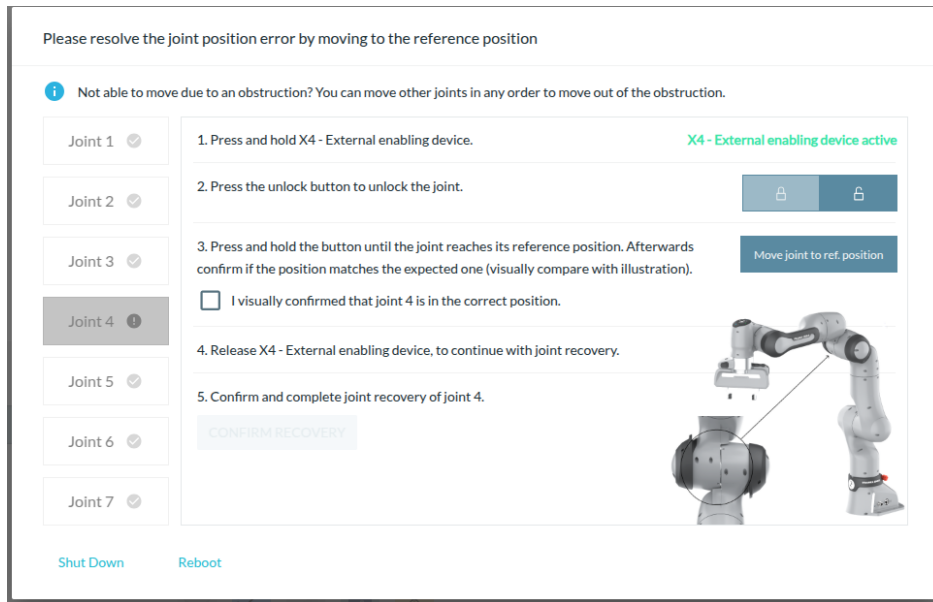 Please resolve the joint position error by moving to the reference position
Not able to move due to an obstruction? You can move other joints in any order to move out of the obstruction.
Joint 1
Joint 2
Joint 3
Joint 4
Joint 5
Joint 6
Joint 7
1. Press and hold X4 - External enabling device.
X4 - External enabling device active
2. Press the unlock button to unlock the joint.
3. Press and hold the button until the joint reaches its reference position. Afterwards
confirm if the position matches the expected one (visually compare with illustration).
Move joint to ref. position
I visually confirmed that joint 4 is in the correct position.
4. Release X4 - External enabling device, to continue with joint recovery.
5. Confirm and complete joint recovery of joint 4.
CONFIRM RECOVERY
Shut Down
Reboot